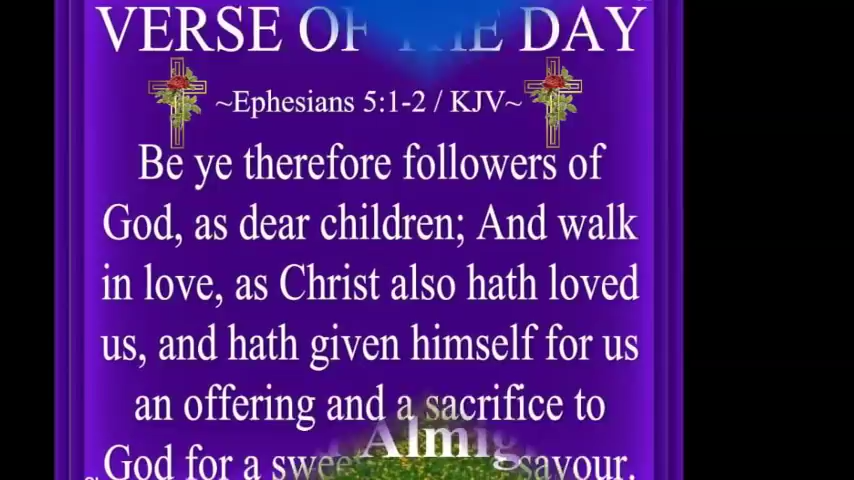 VERSE OF THE DAY
~Ephesians 5:1-2 / KJV~
Be ye therefore followers of
God, as dear children; And walk
in love, as Christ also hath loved
us, and hath given himself for us
an offering and a sacrifice to
Almig
God for a sweet savour.